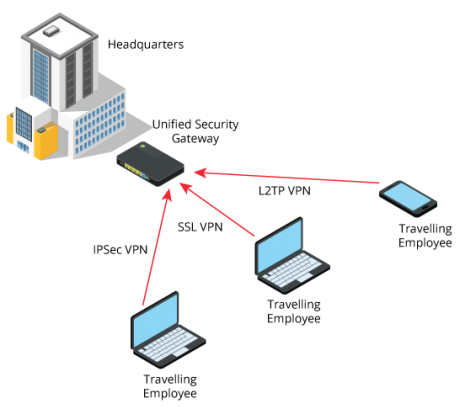 Headquarters
Unified Security
Gateway
L2TP VPN
SSL VPN
IPSec VPN
Travelling
Employee
Travelling
Employee
Travelling
Employee